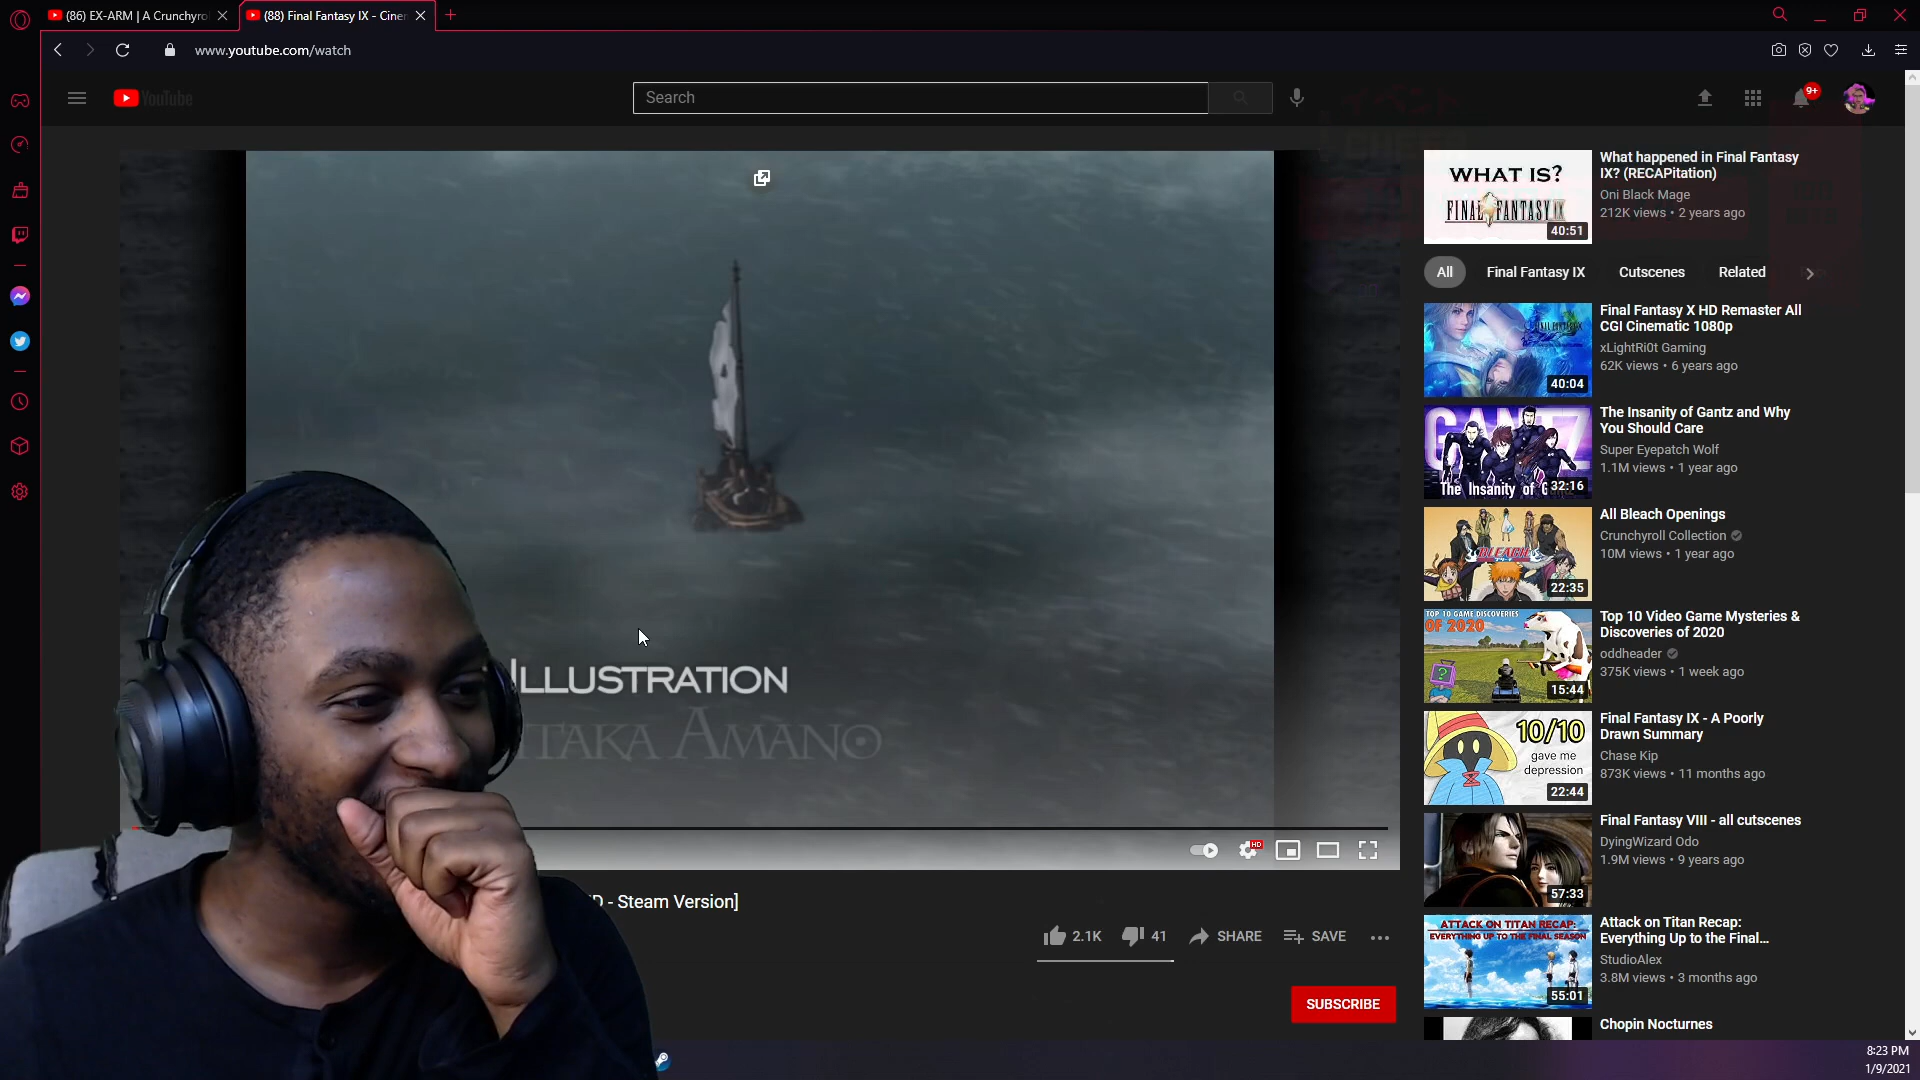 (86) EX-ARM | A Crunchyro
(88) Final Fantasy IX - Cine
www.youtube.com/watch
YouTube
Search
9+
ILLUSTRATION
ITAKA AMANO
D - Steam Version]
2.1K
41
SHARE
SAVE
SUBSCRIBE
WHAT IS?
FINAL FANTASY IX
40:51
What happened in Final Fantasy
IX? (RECAPitation)
Oni Black Mage
212K views • 2 years ago
All
Final Fantasy IX
Cutscenes
Related
40:04
Final Fantasy X HD Remaster All
CGI Cinematic 1080p
xLightRi0t Gaming
62K views • 6 years ago
GANTZ
The Insanity of G
32:16
The Insanity of Gantz and Why
You Should Care
Super Eyepatch Wolf
1.1M views • 1 year ago
BLEACH
22:35
All Bleach Openings
Crunchyroll Collection
10M views • 1 year ago
TOP 10 GAME DISCOVERIES
OF 2020
15:44
Top 10 Video Game Mysteries &
Discoveries of 2020
oddheader
375K views • 1 week ago
10/10
gave me
depression
22:44
Final Fantasy IX - A Poorly
Drawn Summary
Chase Kip
873K views • 11 months ago
57:33
Final Fantasy VIII - all cutscenes
DyingWizard Odo
1.9M views • 9 years ago
ATTACK ON TITAN RECAP:
EVERYTHING UP TO THE FINAL SEASON
55:01
Attack on Titan Recap:
Everything Up to the Final...
StudioAlex
3.8M views • 3 months ago
Chopin Nocturnes
8:23 PM
1/9/2021